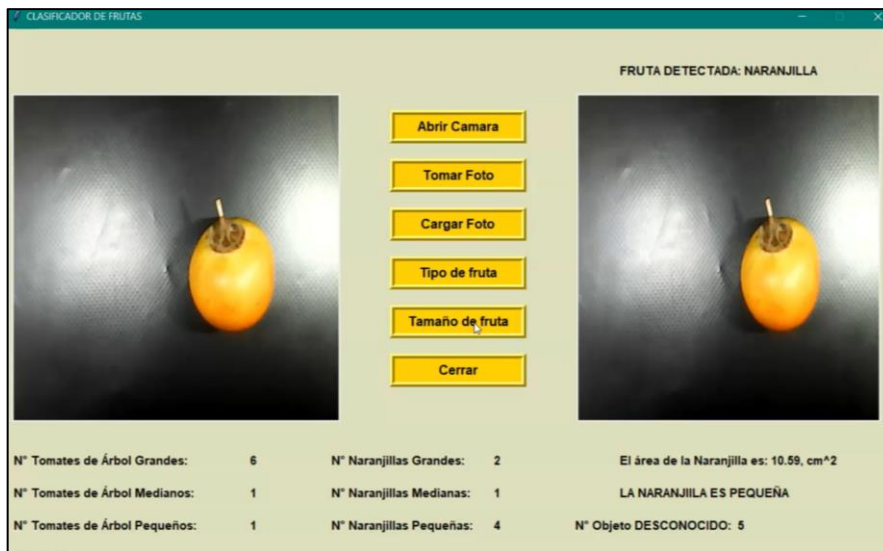 CLASIFICADOR DE FRUTAS
FRUTA DETECTADA: NARANJILLA
Abrir Camara
Tomar Foto
Cargar Foto
Tipo de fruta
Tamaño de fruta
Cerrar
N° Tomates de Árbol Grandes: 6 N° Naranjillas Grandes: 2 El área de la Naranjilla es: 10.59, cm^2
N° Tomates de Árbol Medianos: 1 N° Naranjillas Medianas: 1 LA NARANJIILA ES PEQUEÑA
N° Tomates de Árbol Pequeños: 1 N° Naranjillas Pequeñas: 4 N° Objeto DESCONOCIDO: 5